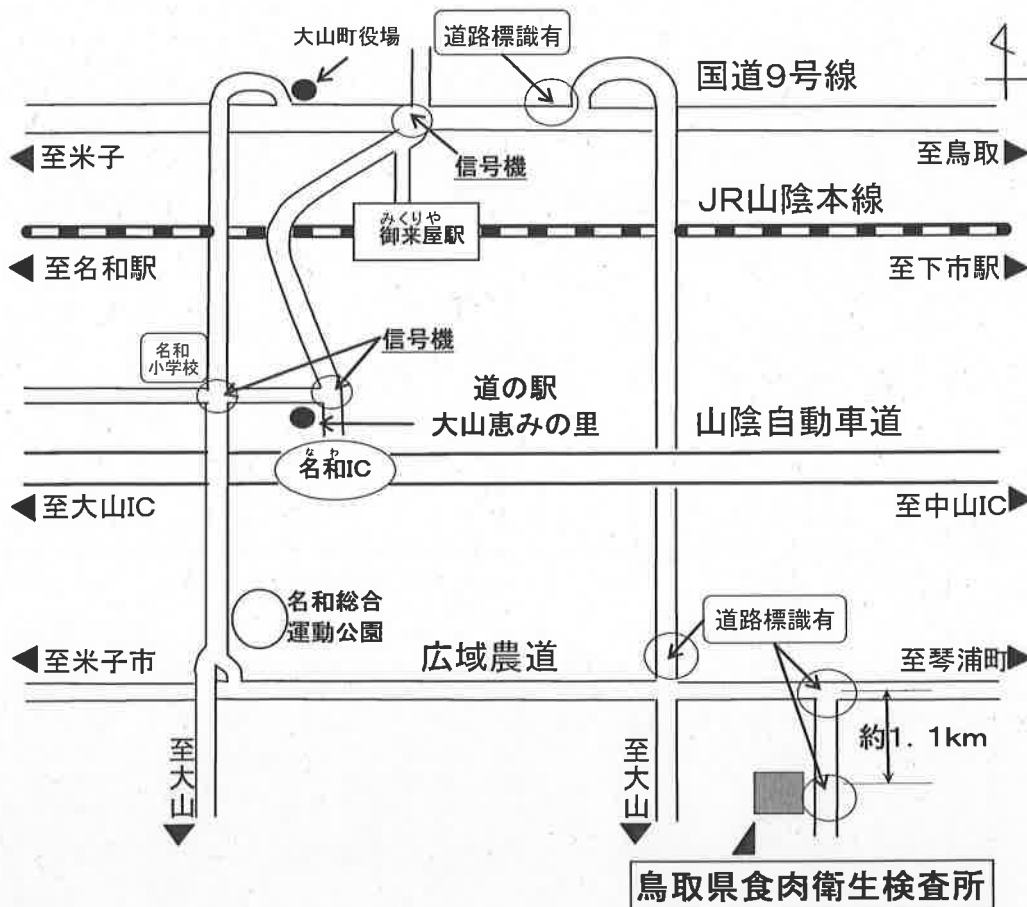 大山町役場
道路標識有
国道9号線
至米子
信号機
至鳥取
JR山陰本線
みくりや
御来屋駅
至名和駅
至下市駅
名和
小学校
信号機
道の駅
大山恵みの里
山陰自動車道
なわ
名和IC
至大山IC
至中山IC
名和総合
運動公園
道路標識有
至米子市
広域農道
至琴浦町
約1.1km
至大山
至大山
鳥取県食肉衛生検査所